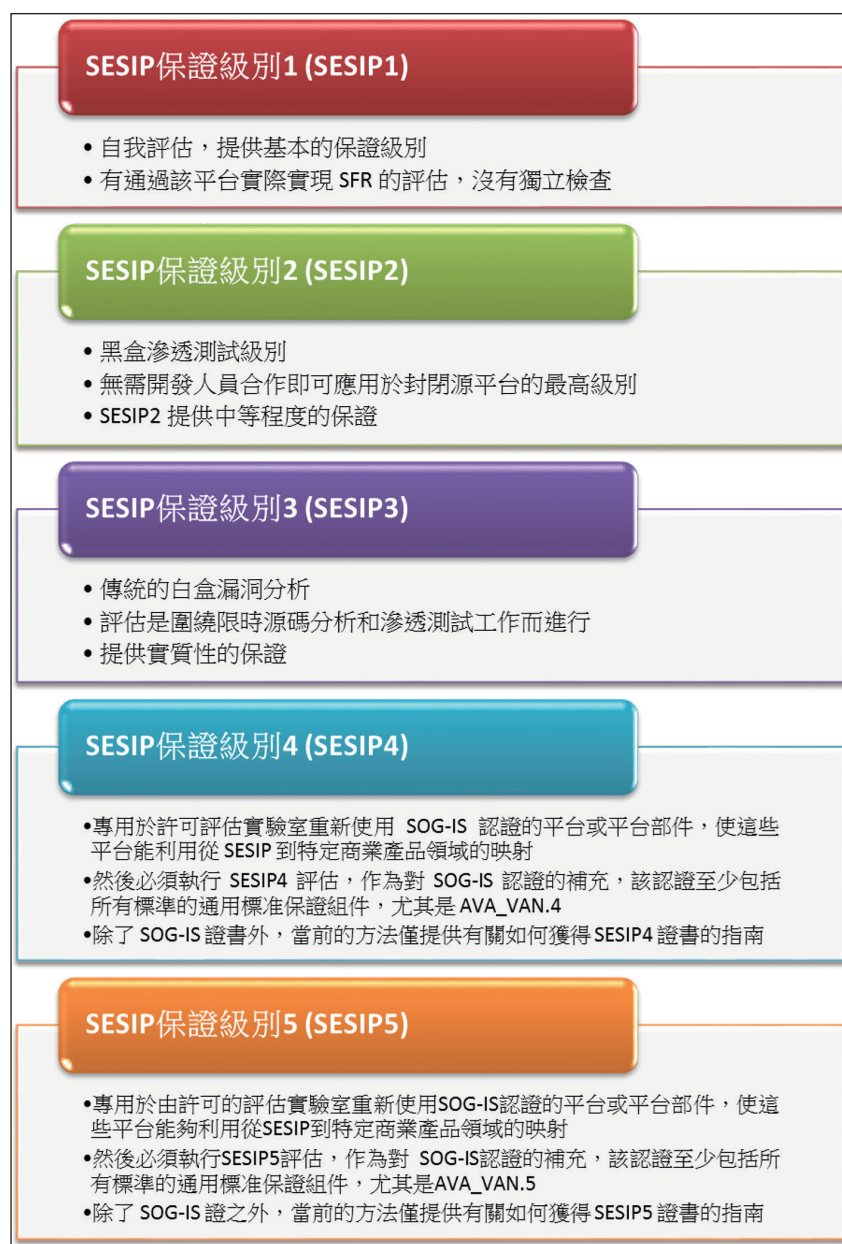 SESIP保證級別1 (SESIP1)
• 自我評估，提供基本的保證級別
• 有通過該平台實際實現 SFR 的評估，沒有獨立檢查
SESIP保證級別2 (SESIP2)
• 黑盒滲透測試級別
• 無需開發人員合作即可應用於封閉源平台的最高級別
• SESIP2 提供中等程度的保證
SESIP保證級別3 (SESIP3)
• 傳統的白盒漏洞分析
• 評估是圍繞限時源碼分析和滲透測試工作而進行
• 提供實質性的保證
SESIP保證級別4 (SESIP4)
•專用於許可評估實驗室重新使用 SOG-IS 認證的平台或平台部件，使這些
平台能利用從 SESIP 到特定商業產品領域的映射
•然後必須執行 SESIP4 評估，作為對 SOG-IS 認證的補充，該認證至少包括
所有標準的通用標准保證組件，尤其是 AVA_VAN.4
•除了 SOG-IS 證書外，當前的方法僅提供有關如何獲得 SESIP4 證書的指南
SESIP保證級別5 (SESIP5)
•專用於由許可的評估實驗室重新使用SOG-IS認證的平台或平台部件，使這
些平台能夠利用從SESIP到特定商業產品領域的映射
•然後必須執行SESIP5評估，作為對 SOG-IS認證的補充，該認證至少包括所
有標準的通用標准保證組件，尤其是AVA_VAN.5
•除了 SOG-IS 證之外，當前的方法僅提供有關如何獲得 SESIP5 證書的指南